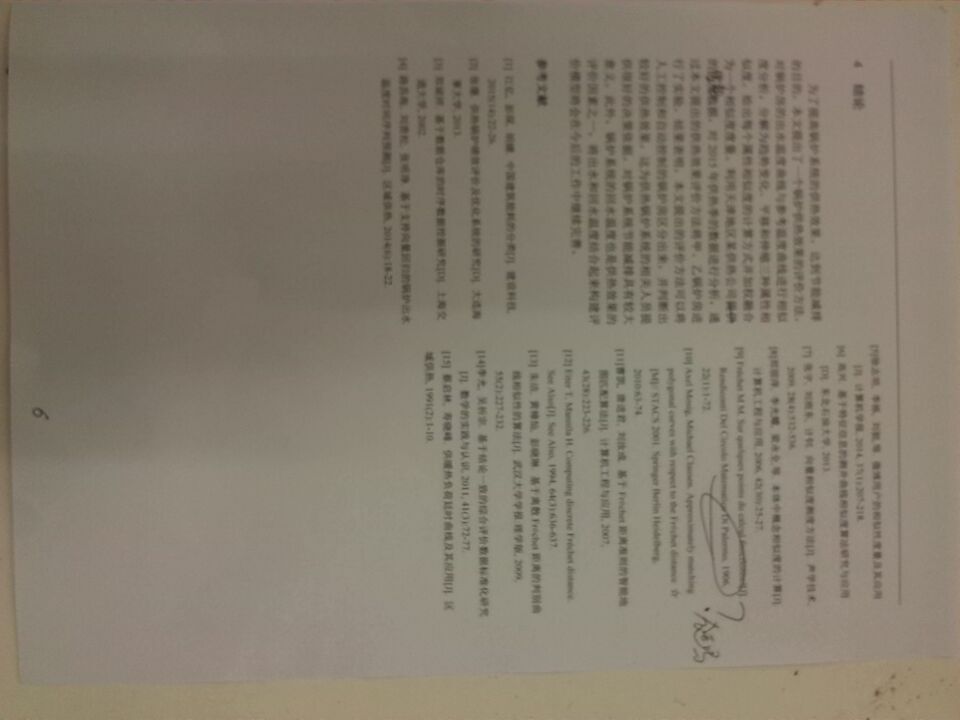 4 结论
为了提高锅炉系统的供热效果，达到节能减排
的目的，本文提出了一个锅炉供热效果的评价方法，
对锅炉房的出水温度曲线与参考温度曲线进行相似
度分析，分解为趋势变化、平移和伸缩三种属性相
似度，给出每个属性相似度的计算方式并加权融合
为一个相似度度量。利用天津地区某供热公司提供
的数据，对 2015 年供热季的数据进行分析，通
过本文提出的供热效果评价方法将甲、乙锅炉房进
行了实验。结果表明，本文提出的评价方法可以将
人工控制和自动控制的锅炉房区分出来，并判断出
较好的供热效果。这为供热锅炉系统的相关人员提
供很好的决策依据，对锅炉系统节能减排具有较大
意义。此外，锅炉系统的回水温度也是供热效果的
评价因素之一，将出水和回水温度结合起来构建评
价模型将会在今后的工作中继续完善。
参考文献
[1] 江亿, 彭琛, 胡姗. 中国建筑能耗的分类[J]. 建设科技,
2015(14):22-26.
[2] 供热锅炉绩效评价及优化系统的研究[D]. 大连海
事大学, 2013.
[3] 基于数据仓库的时序数据挖掘研究[D]. 上海交
通大学, 2002.
[4] 刘贵松, 张明净. 基于支持向量回归的锅炉出水
温度时间序列预测[J]. 区域供热, 2014(6):18-22.
[5]徐志明, 李栋, 刘挺,等. 微博用户的相似性度量及其应用
[J]. 计算机学报, 2014, 37(1):207-218.
[6] 高兴. 基于特征信息的测井曲线相似度算法研究与应用
[D]. 东北石油大学, 2013.
[7] 张宇, 刘雨东, 计钊. 向量相似度测度方法[J]. 声学技术,
2009, 28(4):532-536.
[8]郑丽萍, 李光耀, 梁永全,等. 本体中概念相似度的计算[J].
计算机工程与应用, 2006, 42(30):25-27.
[9] Fréchet M M. Sur quelques points du calcul fonctionnel[J].
Rendiconti Del Circolo Matematico Di Palermo, 1906, ?
22(1):1-72.
[10] Axel Mosig, Michael Clausen. Approximately matching
polygonal curves with respect to the Fréchet distance ☆
[M]// STACS 2001. Springer Berlin Heidelberg,
2010:63-74.
[11]曹凯, 唐进君, 刘汝成. 基于 Fréchet 距离准则的智能地
图匹配算法[J]. 计算机工程与应用, 2007,
43(28):223-226.
[12] Eiter T, Mannila H. Computing discrete Fréchet distance.
See Also[J]. See Also, 1994, 64(3):636-637.
[13] 朱洁, 黄樟灿, 彭晓琳. 基于离散 Fréchet 距离的判别曲
线相似性的算法[J]. 武汉大学学报:理学版, 2009,
55(2):227-232.
[14]李光, 吴祈宗. 基于结论一致的综合评价数据标准化研究
[J]. 数学的实践与认识, 2011, 41(3):72-77.
[15] 蔡启林, 寿晓峰. 供暖热负荷延时曲线及其应用[J]. 区
域供热, 1991(2):1-10.
6